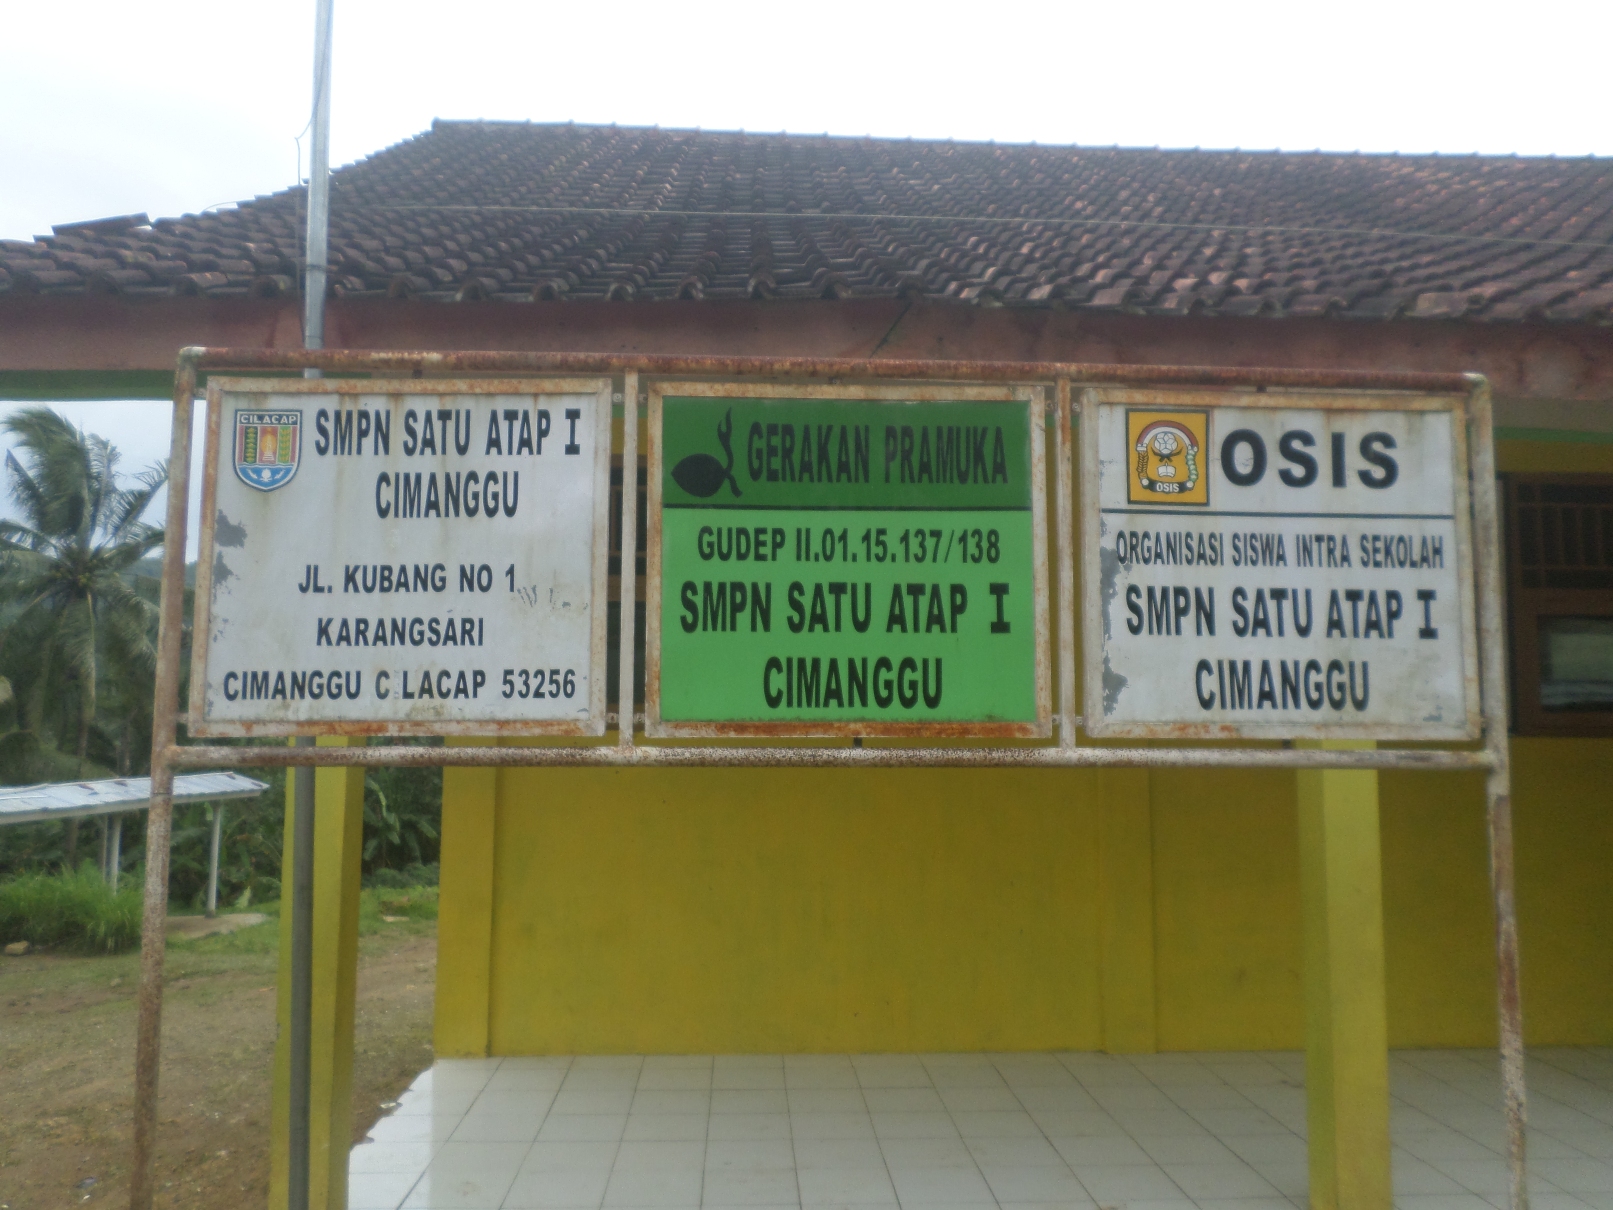 CILACAP
SMPN SATU ATAP I
CIMANGGU
JL. KUBANG NO 1
KARANGSARI
CIMANGGU C LACAP 53256
GERAKAN PRAMUKA
GUDEP II.01.15.137/138
SMPN SATU ATAP I
CIMANGGU
OSIS
OSIS
ORGANISASI SISWA INTRA SEKOLAH
SMPN SATU ATAP I
CIMANGGU